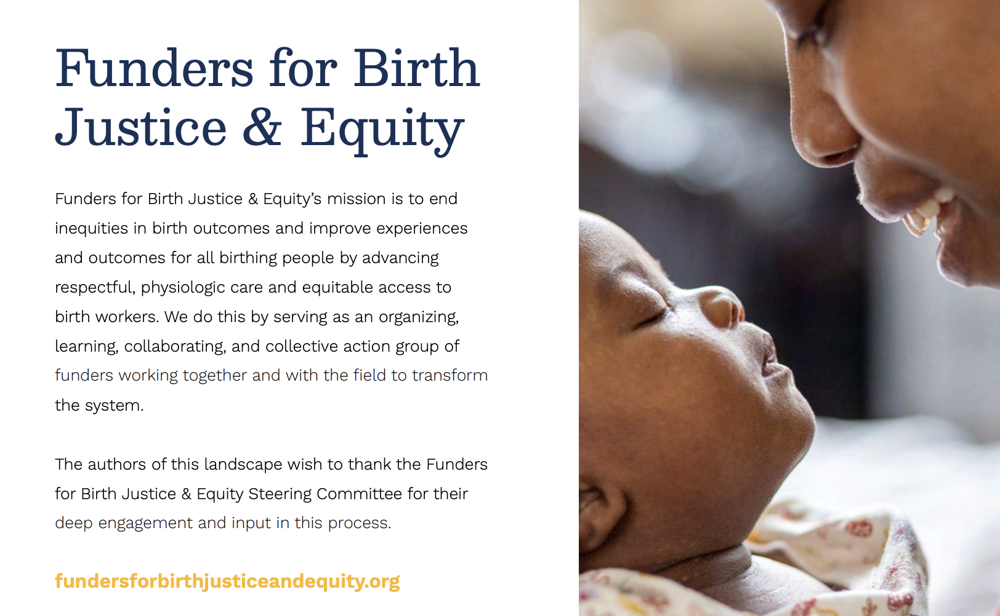 Funders for Birth
Justice & Equity
Funders for Birth Justice & Equity’s mission is to end
inequities in birth outcomes and improve experiences
and outcomes for all birthing people by advancing
respectful, physiologic care and equitable access to
birth workers. We do this by serving as an organizing,
learning, collaborating, and collective action group of
funders working together and with the field to transform
the system.
The authors of this landscape wish to thank the Funders
for Birth Justice & Equity Steering Committee for their
deep engagement and input in this process.
fundersforbirthjusticeandequity.org